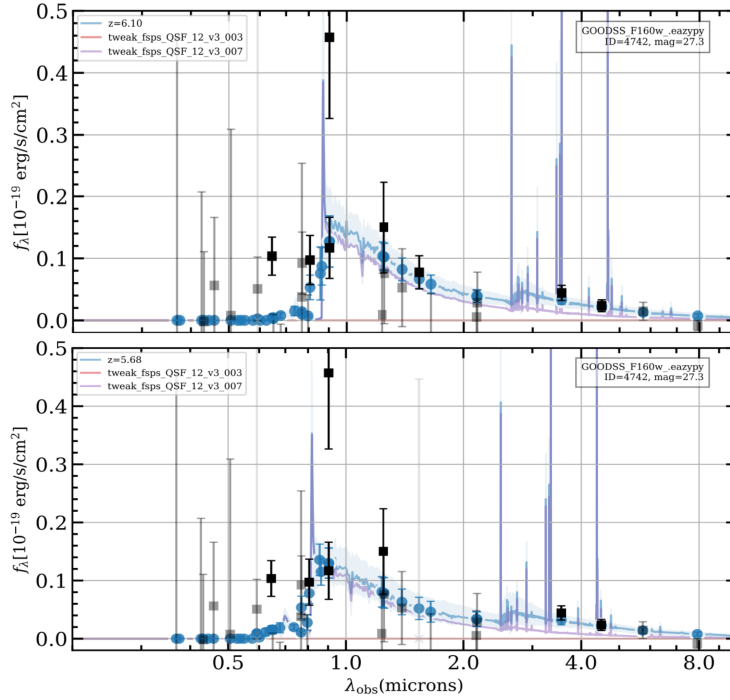 z=6.10
tweak_fsps_QSF_12_v3_003
tweak_fsps_QSF_12_v3_007
GOODSS_F160w_.eazypy
ID=4742, mag=27.3
0.5
0.4
0.3
0.2
0.1
0.0
fλ[10⁻¹⁹ erg/s/cm²]
z=5.68
tweak_fsps_QSF_12_v3_003
tweak_fsps_QSF_12_v3_007
GOODSS_F160w_.eazypy
ID=4742, mag=27.3
0.5
0.4
0.3
0.2
0.1
0.0
fλ[10⁻¹⁹ erg/s/cm²]
0.5 1.0 2.0 4.0 8.0
λobs(microns)